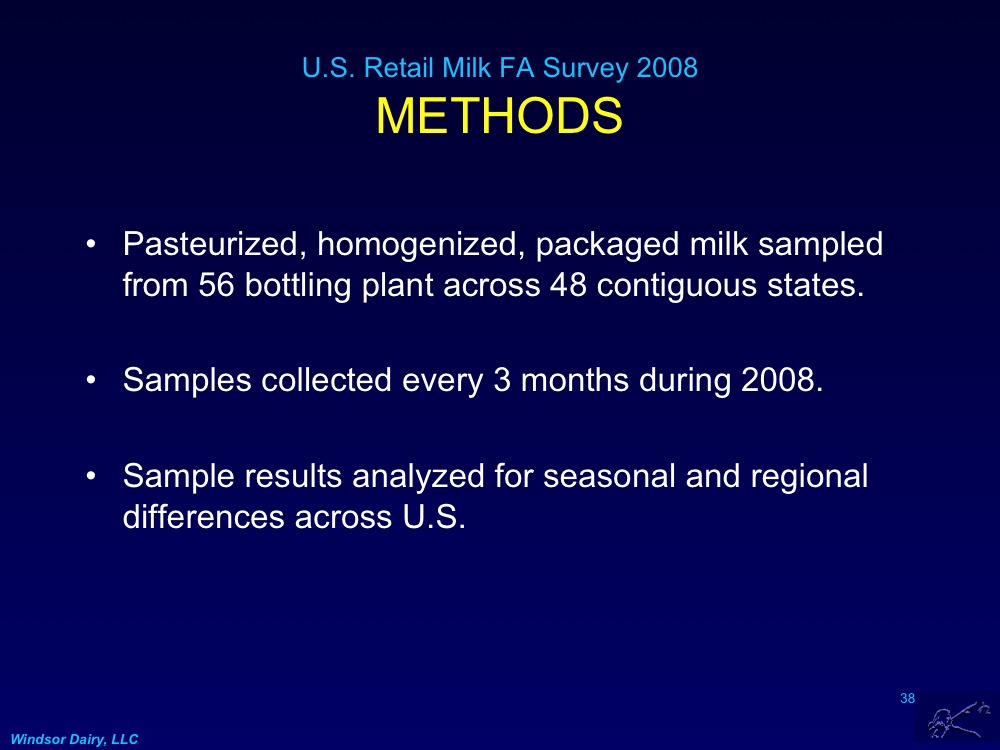 U.S. Retail Milk FA Survey 2008
METHODS
• Pasteurized, homogenized, packaged milk sampled
from 56 bottling plant across 48 contiguous states.
• Samples collected every 3 months during 2008.
• Sample results analyzed for seasonal and regional
differences across U.S.
38
Windsor Dairy, LLC